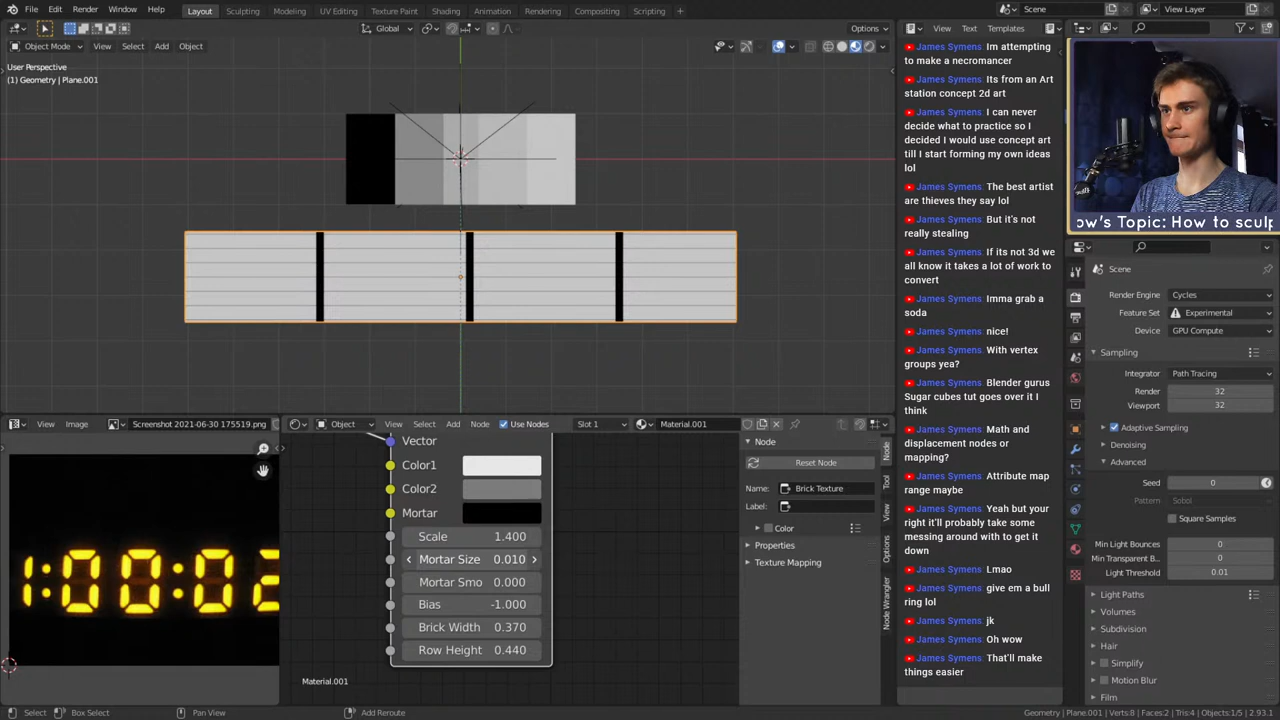 File Edit Render Window Help
Layout Sculpting Modeling UV Editing Texture Paint Shading Animation Rendering Compositing Scripting +
Scene
View Layer
Global
Options
Object Mode View Select Add Object
View Text Templates
User Perspective
(1) Geometry | Plane.001
James Symens: Im attempting
to make a necromancer
James Symens: Its from an Art
station concept 2d art
James Symens: I can never
decide what to practice so I
decided I would use concept art
till I start forming my own ideas
lol
James Symens: The best artist
are thieves they say lol
James Symens: But it's not
really stealing
James Symens: If its not 3d we
all know it takes a lot of work to
convert
James Symens: Imma grab a
soda
James Symens: nice!
James Symens: With vertex
groups yea?
James Symens: Blender gurus
Sugar cubes tut goes over it I
think
James Symens: Math and
displacement nodes or
mapping?
James Symens: Attribute map
range maybe
James Symens: Yeah but your
right it'll probably take some
messing around with to get it
down
James Symens: Lmao
James Symens: give em a bull
ring lol
James Symens: jk
James Symens: Oh wow
James Symens: That'll make
things easier
ow's Topic: How to sculp
Scene
Render Engine Cycles
Feature Set Experimental
Device GPU Compute
Sampling
Integrator Path Tracing
Render 32
Viewport 32
Adaptive Sampling
Denoising
Advanced
Seed 0
Pattern Sobol
Square Samples
Min Light Bounces 0
Min Transparent B... 0
Light Threshold 0.01
Light Paths
Volumes
Subdivision
Hair
Simplify
Motion Blur
Film
View Image Screenshot 2021-06-30 175519.png
1:00:02
Object View Select Add Node Use Nodes Slot 1 Material.001
Vector
Color1
Color2
Mortar
Scale 1.400
Mortar Size 0.010
Mortar Smo 0.000
Bias -1.000
Brick Width 0.370
Row Height 0.440
Material.001
Node
Reset Node
Name: Brick Texture
Label:
Color
Properties
Texture Mapping
Node
Tool
View
Options
Node Wrangler
Select Box Select Pan View Add Reroute
Geometry | Plane.001 | Verts:8 | Faces:2 | Tris:4 | Objects:1/5 | 2.93.1